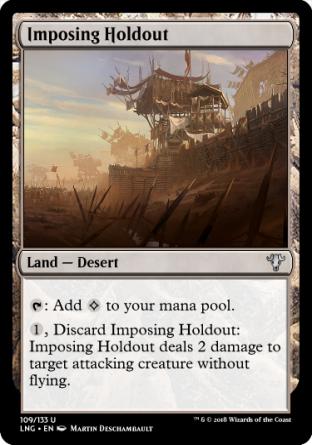 Imposing Holdout
Land — Desert
: Add to your mana pool.
1, Discard Imposing Holdout:
Imposing Holdout deals 2 damage to
target attacking creature without
flying.
109/133 U
LNG • EN Martin Deschambault
™ & © 2018 Wizards of the Coast